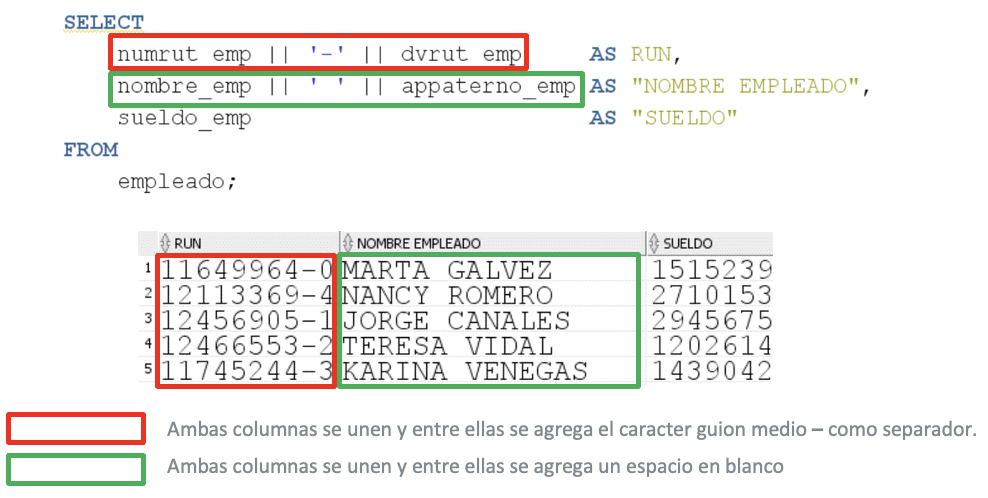 SELECT
numrut_emp || '-' || dvrut_emp AS RUN,
nombre_emp || ' ' || appaterno_emp AS "NOMBRE EMPLEADO",
sueldo_emp AS "SUELDO"
FROM
empleado;
RUN NOMBRE EMPLEADO SUELDO
1 11649964-0 MARTA GALVEZ 1515239
2 12113369-4 NANCY ROMERO 2710153
3 12456905-1 JORGE CANALES 2945675
4 12466553-2 TERESA VIDAL 1202614
5 11745244-3 KARINA VENEGAS 1439042
Ambas columnas se unen y entre ellas se agrega el caracter guion medio – como separador.
Ambas columnas se unen y entre ellas se agrega un espacio en blanco